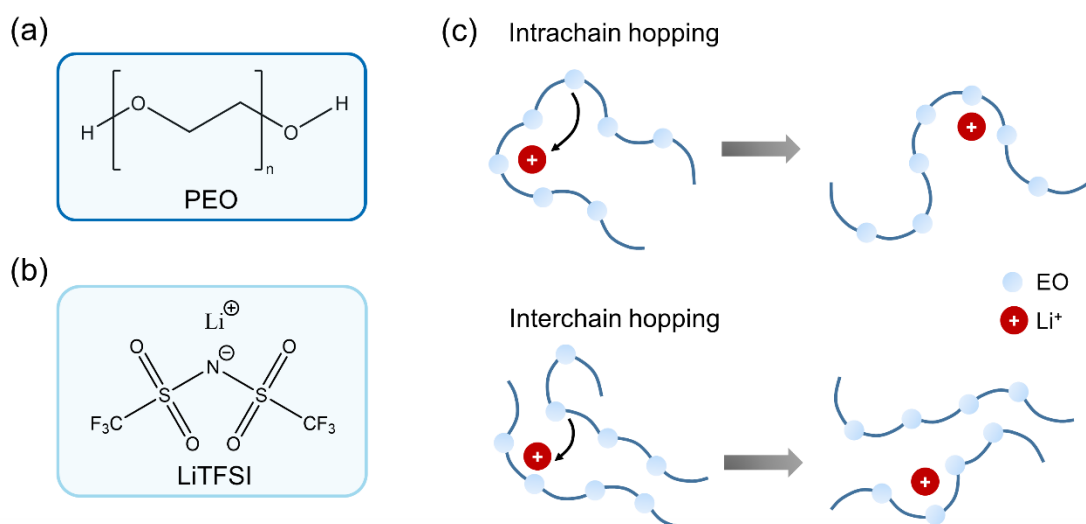 (a)
H
O
O
H
n
PEO
(b)
Li⊕
O
N⊖
O
F₃C
S
S
CF₃
O
O
LiTFSI
(c)
Intrachain hopping
+
+
EO
+ Li⁺
Interchain hopping
+
+